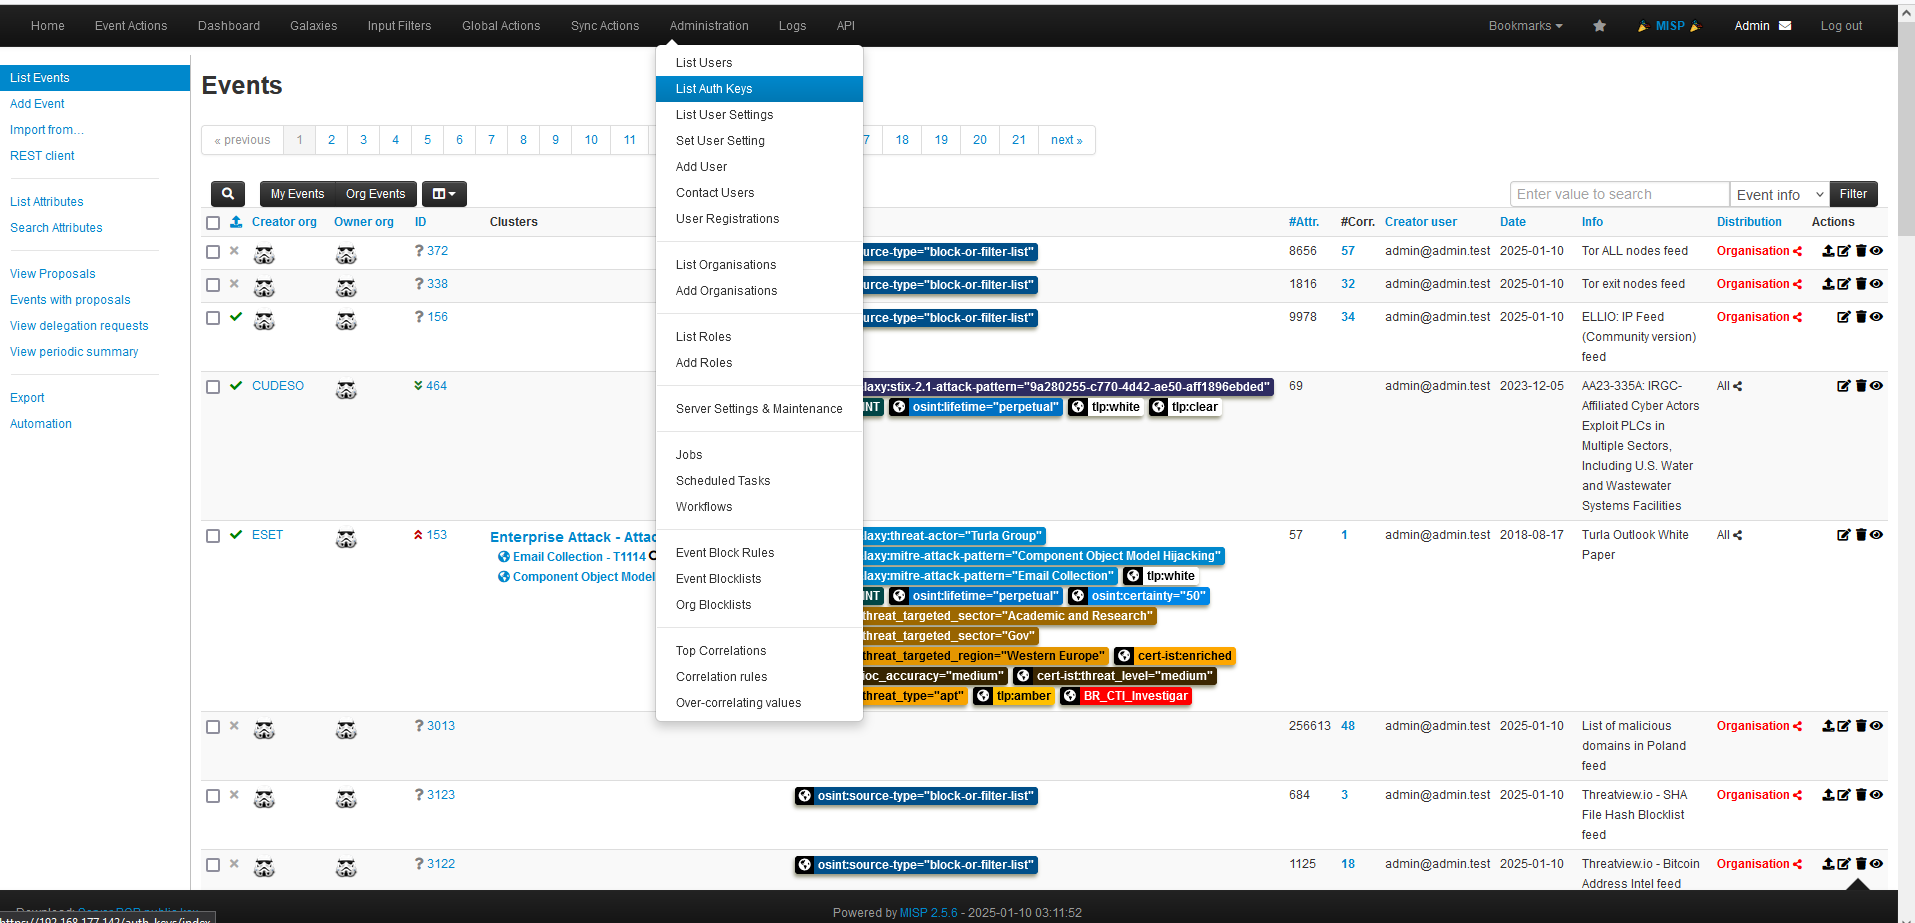 Home Event Actions Dashboard Galaxies Input Filters Global Actions Sync Actions Administration Logs API Bookmarks MISP Admin Log out
List Events
Add Event
Import from...
REST client
List Attributes
Search Attributes
View Proposals
Events with proposals
View delegation requests
View periodic summary
Export
Automation
List Users
List Auth Keys
List User Settings
Set User Setting
Add User
Contact Users
User Registrations
List Organisations
Add Organisations
List Roles
Add Roles
Server Settings & Maintenance
Jobs
Scheduled Tasks
Workflows
Event Block Rules
Event Blocklists
Org Blocklists
Top Correlations
Correlation rules
Over-correlating values
Events
« previous 1 2 3 4 5 6 7 8 9 10 11 7 18 19 20 21 next »
My Events Org Events Enter value to search Event info Filter
Creator org Owner org ID Clusters #Attr. #Corr. Creator user Date Info Distribution Actions
? 372 urce-type="block-or-filter-list" 8656 57 admin@admin.test 2025-01-10 Tor ALL nodes feed Organisation
? 338 urce-type="block-or-filter-list" 1816 32 admin@admin.test 2025-01-10 Tor exit nodes feed Organisation
? 156 urce-type="block-or-filter-list" 9978 34 admin@admin.test 2025-01-10 ELLIO: IP Feed Organisation
(Community version)
feed
CUDESO 464 laxy:stix-2.1-attack-pattern="9a280255-c770-4d42-ae50-aff1896ebded" 69 admin@admin.test 2023-12-05 AA23-335A: IRGC- All
INT osint:lifetime="perpetual" tlp:white tlp:clear Affiliated Cyber Actors
Exploit PLCs in
Multiple Sectors,
Including U.S. Water
and Wastewater
Systems Facilities
ESET 153 Enterprise Attack - Attac laxy:threat-actor="Turla Group" 57 1 admin@admin.test 2018-08-17 Turla Outlook White All
Email Collection - T1114 laxy:mitre-attack-pattern="Component Object Model Hijacking" Paper
Component Object Model laxy:mitre-attack-pattern="Email Collection" tlp:white
INT osint:lifetime="perpetual" osint:certainty="50"
threat_targeted_sector="Academic and Research"
threat_targeted_sector="Gov"
threat_targeted_region="Western Europe" cert-ist:enriched
ioc_accuracy="medium" cert-ist:threat_level="medium"
threat_type="apt" tlp:amber BR_CTI_Investigar
? 3013 256613 48 admin@admin.test 2025-01-10 List of malicious Organisation
domains in Poland
feed
? 3123 osint:source-type="block-or-filter-list" 684 3 admin@admin.test 2025-01-10 Threatview.io - SHA Organisation
File Hash Blocklist
feed
? 3122 osint:source-type="block-or-filter-list" 1125 18 admin@admin.test 2025-01-10 Threatview.io - Bitcoin Organisation
Address Intel feed
Download: Server PGP public key
https://192.168.177.142/auth_keys/index
Powered by MISP 2.5.6 - 2025-01-10 03:11:52